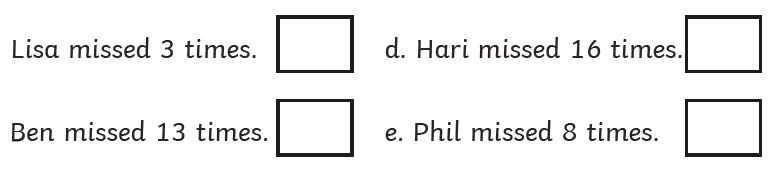 Lisa missed 3 times.
d. Hari missed 16 times.
Ben missed 13 times.
e. Phil missed 8 times.